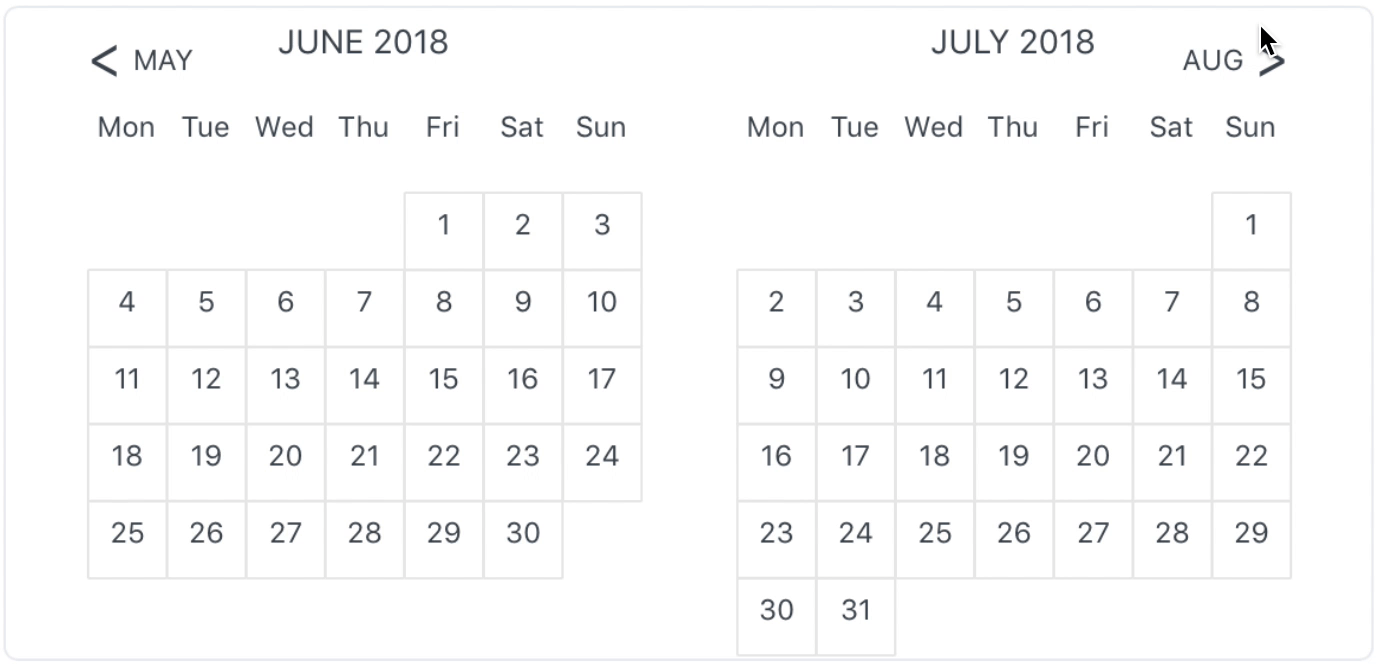 JUNE 2018
< MAY
Mon Tue Wed Thu Fri Sat Sun
1 2 3
4 5 6 7 8 9 10
11 12 13 14 15 16 17
18 19 20 21 22 23 24
25 26 27 28 29 30
JULY 2018
AUG >
Mon Tue Wed Thu Fri Sat Sun
1
2 3 4 5 6 7 8
9 10 11 12 13 14 15
16 17 18 19 20 21 22
23 24 25 26 27 28 29
30 31